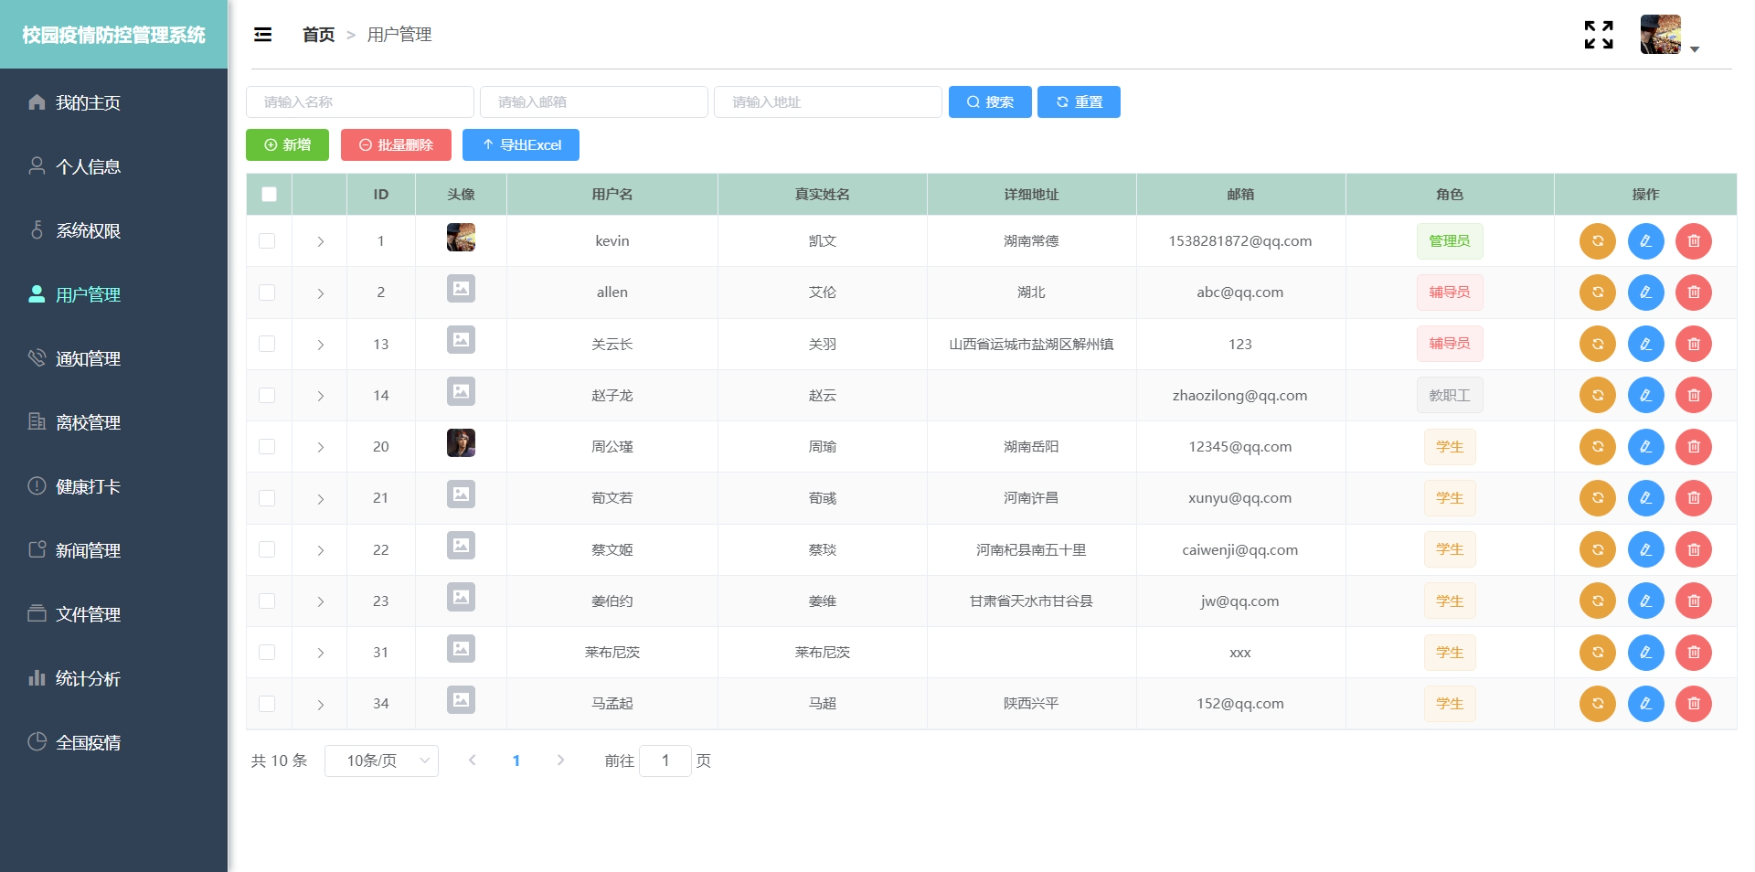 校园疫情防控管理系统
首页 > 用户管理
我的主页
个人信息
系统权限
用户管理
通知管理
离校管理
健康打卡
新闻管理
文件管理
统计分析
全国疫情
请输入名称 请输入邮箱 请输入地址 搜索 重置
新增 批量删除 导出Excel
ID 头像 用户名 真实姓名 详细地址 邮箱 角色 操作
1 kevin 凯文 湖南常德 1538281872@qq.com 管理员
2 allen 艾伦 湖北 abc@qq.com 辅导员
13 关云长 关羽 山西省运城市盐湖区解州镇 123 辅导员
14 赵子龙 赵云 zhaozilong@qq.com 教职工
20 周公瑾 周瑜 湖南岳阳 12345@qq.com 学生
21 荀文若 荀彧 河南许昌 xunyu@qq.com 学生
22 蔡文姬 蔡琰 河南杞县南五十里 caiwenji@qq.com 学生
23 姜伯约 姜维 甘肃省天水市甘谷县 jw@qq.com 学生
31 莱布尼茨 莱布尼茨 xxx 学生
34 马孟起 马超 陕西兴平 152@qq.com 学生
共 10 条 10条/页 1 前往 1 页